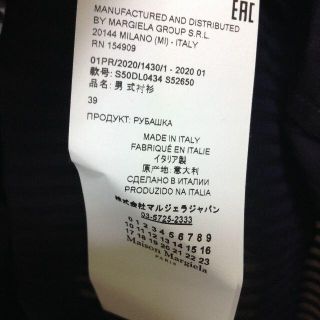 EAC
MANUFACTURED AND DISTRIBUTED
BY MARGIELA GROUP S.R.L.
20144 MILANO (MI) - ITALY
RN 154909
01PR/2020/1430/1 - 2020 01
款号: S50DL0434 S52650
品名: 男 式衬衫
39
ПРОДУКТ: РУБАШКА
MADE IN ITALY
FABRIQUÉ EN ITALIE
イタリア製
原产地: 意大利
СДЕЛАНО В ИТАЛИИ
PRODUZIDO NA ITALIA
株式会社マルジェラジャパン
03-5725-2333
0 1 2 3 4 5 6 7 8 9
10 11 12 13 14 15 16
17 18 19 20 21 22 23
Maison Margiela
PARIS